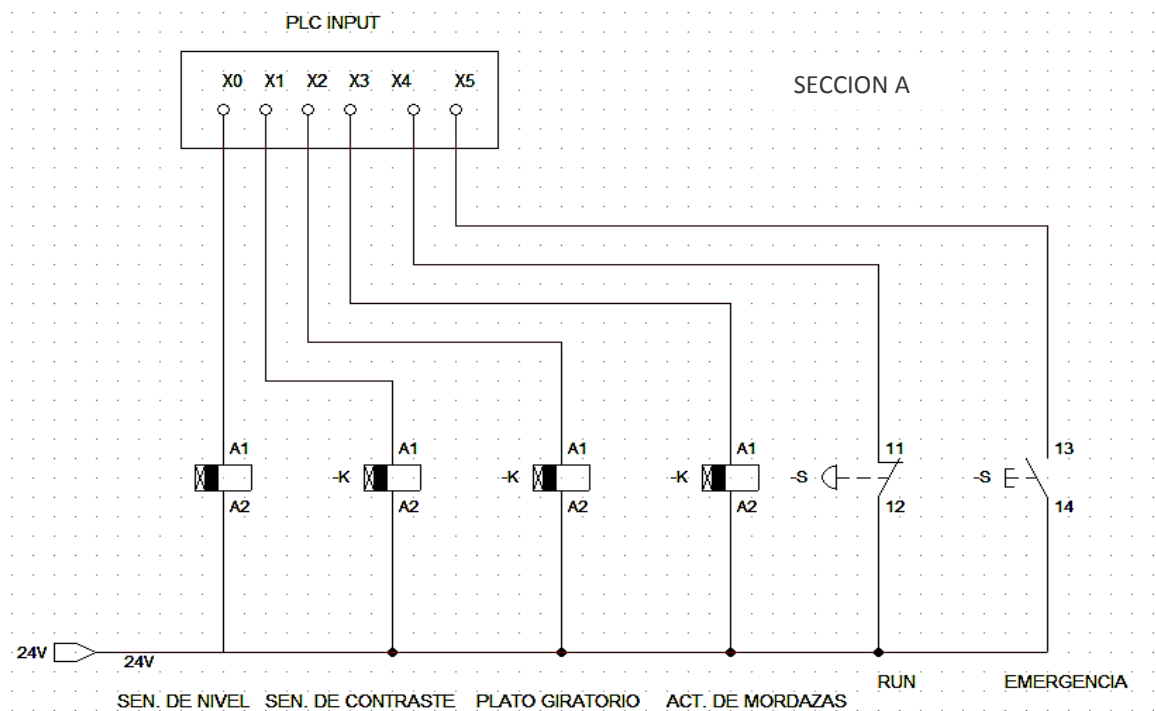 PLC INPUT
X0 X1 X2 X3 X4 X5
SECCION A
A1 A1 A1 A1 11 13
-K -K -K -S -S
A2 A2 A2 A2 12 14
24V
24V
SEN. DE NIVEL SEN. DE CONTRASTE PLATO GIRATORIO ACT. DE MORDAZAS RUN EMERGENCIA